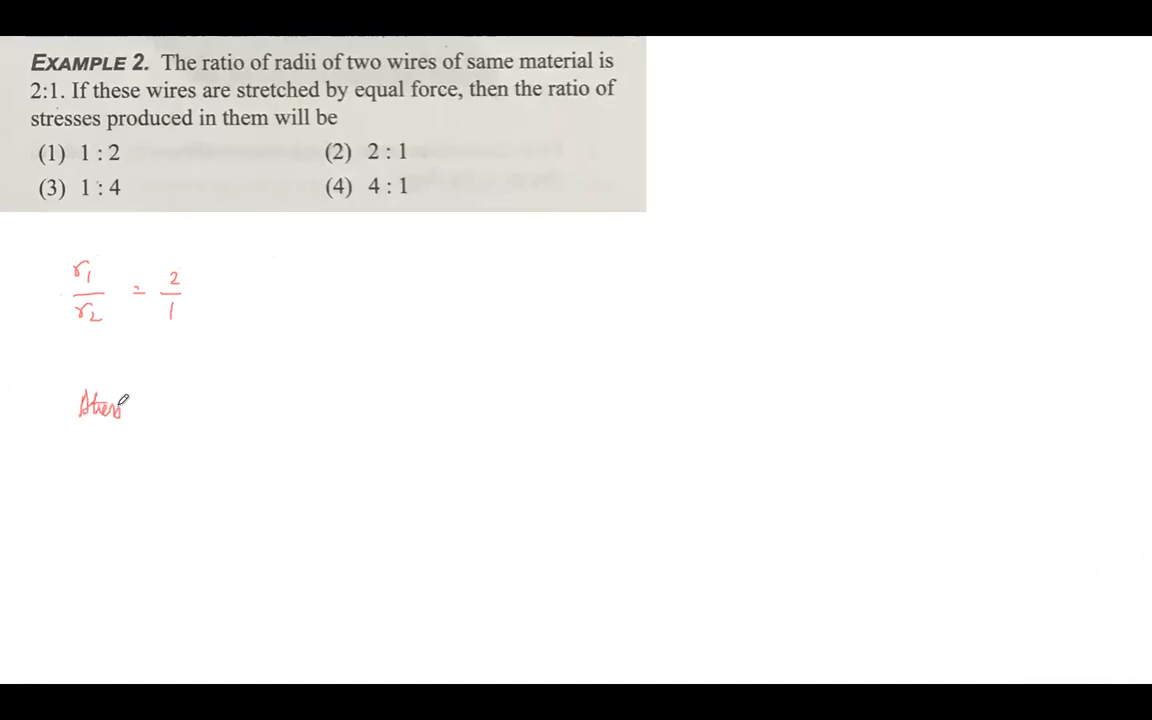 EXAMPLE 2. The ratio of radii of two wires of same material is
2:1. If these wires are stretched by equal force, then the ratio of
stresses produced in them will be
(1) 1 : 2 (2) 2 : 1
(3) 1 : 4 (4) 4 : 1
r1/r2 = 2/1
Stress